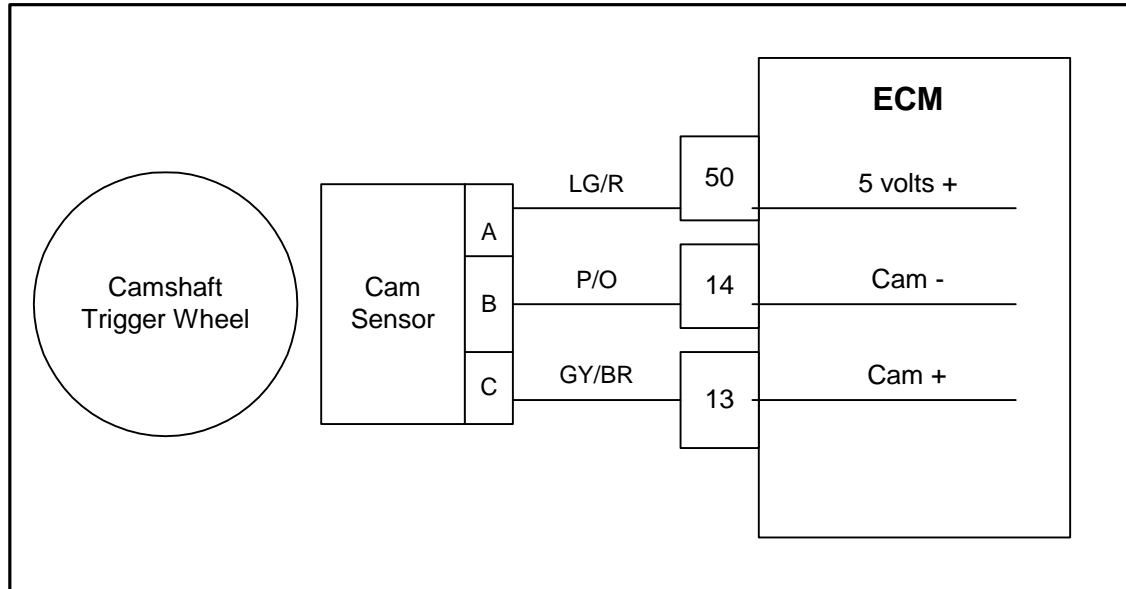 ECM
Camshaft
Trigger Wheel
Cam
Sensor
A
LG/R
50
5 volts +
B
P/O
14
Cam -
C
GY/BR
13
Cam +